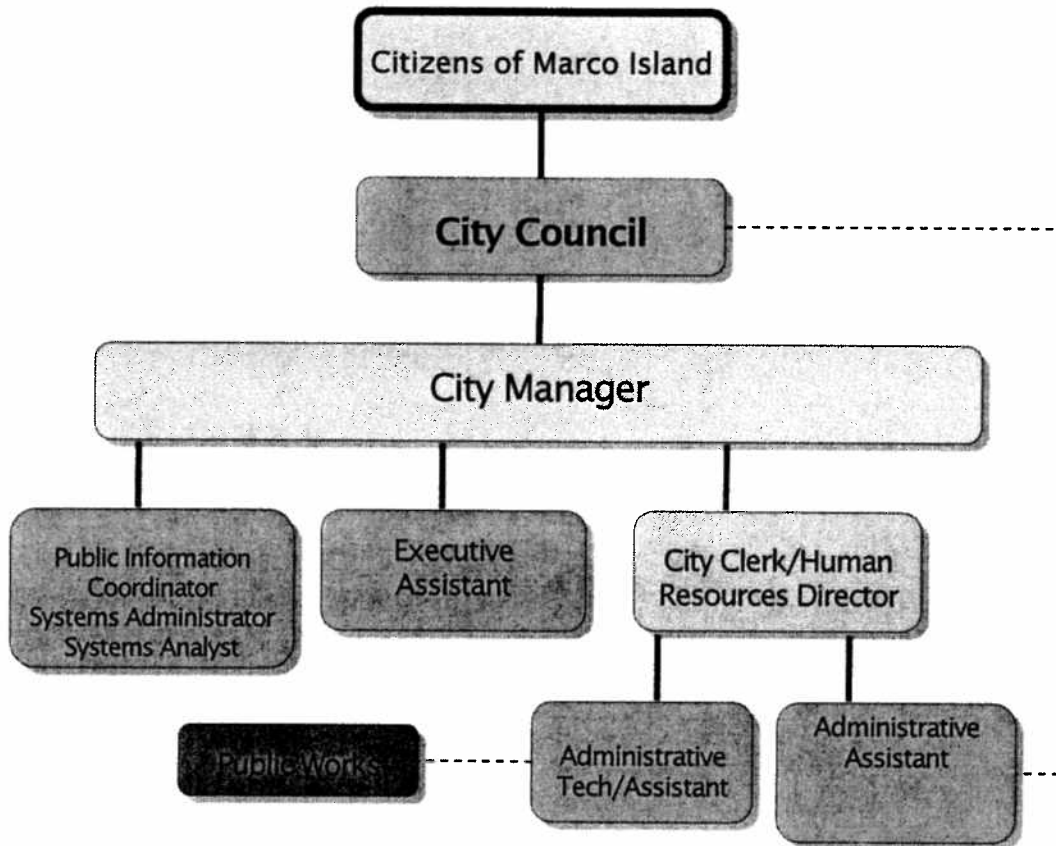 Citizens of Marco Island
City Council
City Manager
Public Information
Coordinator
Systems Administrator
Systems Analyst
Executive
Assistant
City Clerk/Human
Resources Director
Public Works
Administrative
Tech/Assistant
Administrative
Assistant